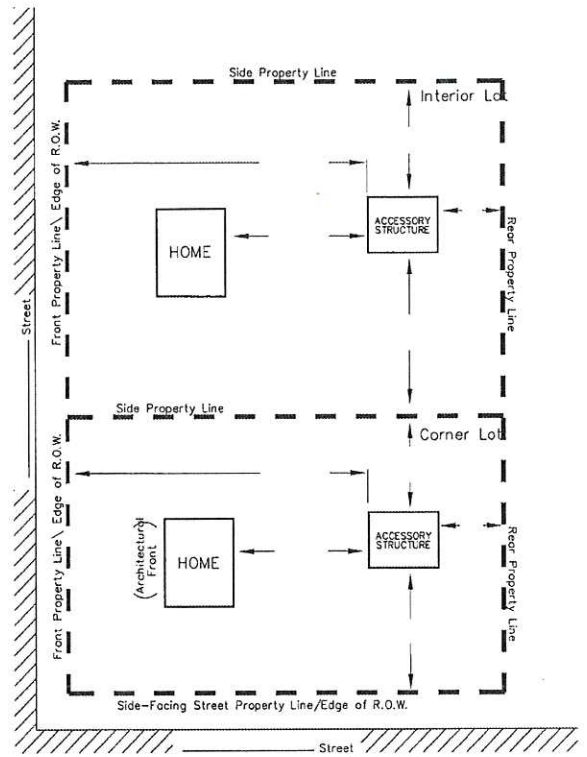 Side Property Line
Interior Lot
Front Property Line\ Edge of R.O.W.
HOME
ACCESSORY
STRUCTURE
Rear Property Line
Street
Side Property Line
Corner Lot
Front Property Line\ Edge of R.O.W.
(Architectural
Front)
HOME
ACCESSORY
STRUCTURE
Rear Property Line
Side-Facing Street Property Line/Edge of R.O.W.
Street